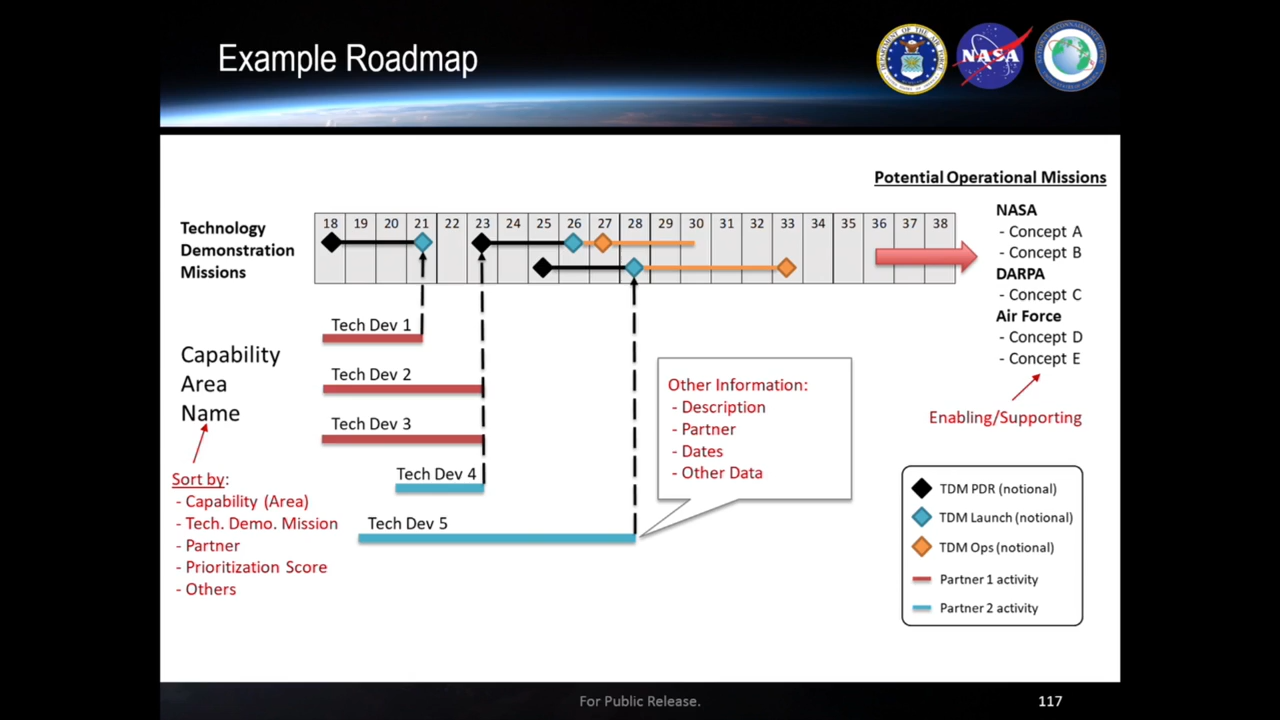 Example Roadmap
NASA
Potential Operational Missions
18 19 20 21 22 23 24 25 26 27 28 29 30 31 32 33 34 35 36 37 38
Technology
Demonstration
Missions
NASA
- Concept A
- Concept B
DARPA
- Concept C
Air Force
- Concept D
- Concept E
Enabling/Supporting
Tech Dev 1
Tech Dev 2
Tech Dev 3
Tech Dev 4
Tech Dev 5
Capability
Area
Name
Sort by:
- Capability (Area)
- Tech. Demo. Mission
- Partner
- Prioritization Score
- Others
Other Information:
- Description
- Partner
- Dates
- Other Data
TDM PDR (notional)
TDM Launch (notional)
TDM Ops (notional)
Partner 1 activity
Partner 2 activity
For Public Release.
117